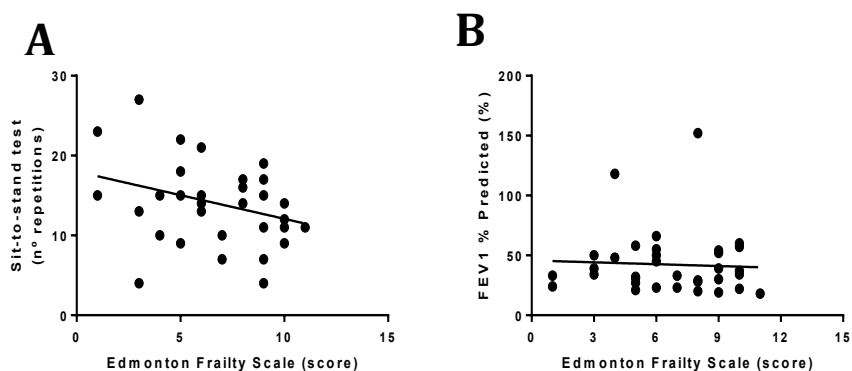 A
30
20
10
0
0 5 10 15
Sit-to-stand test
(nº repetitions)
Edmonton Frailty Scale (score)
B
200
150
100
50
0
0 3 6 9 12 15
FEV1 % Predicted (%)
Edmonton Frailty Scale (score)